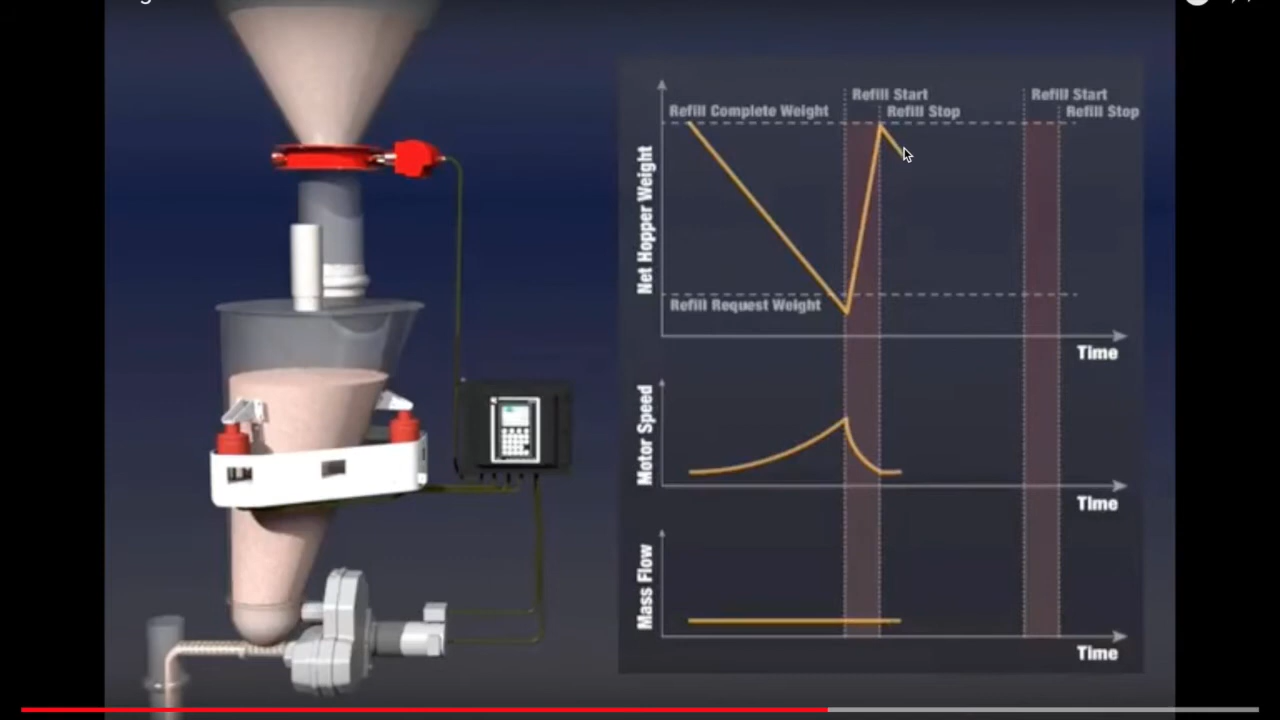 Refill Start
Refill Stop
Refill Start
Refill Stop
Refill Complete Weight
Net Hopper Weight
Refill Request Weight
Time
Motor Speed
Time
Mass Flow
Time